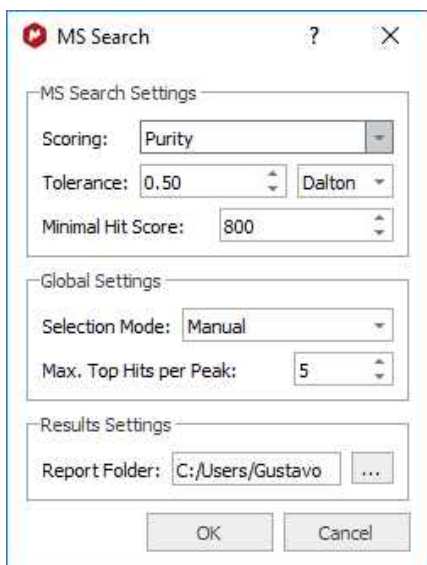 MS Search ?
MS Search Settings
Scoring: Purity
Tolerance: 0.50 Dalton
Minimal Hit Score: 800
Global Settings
Selection Mode: Manual
Max. Top Hits per Peak: 5
Results Settings
Report Folder: C:/Users/Gustavo ...
OK Cancel